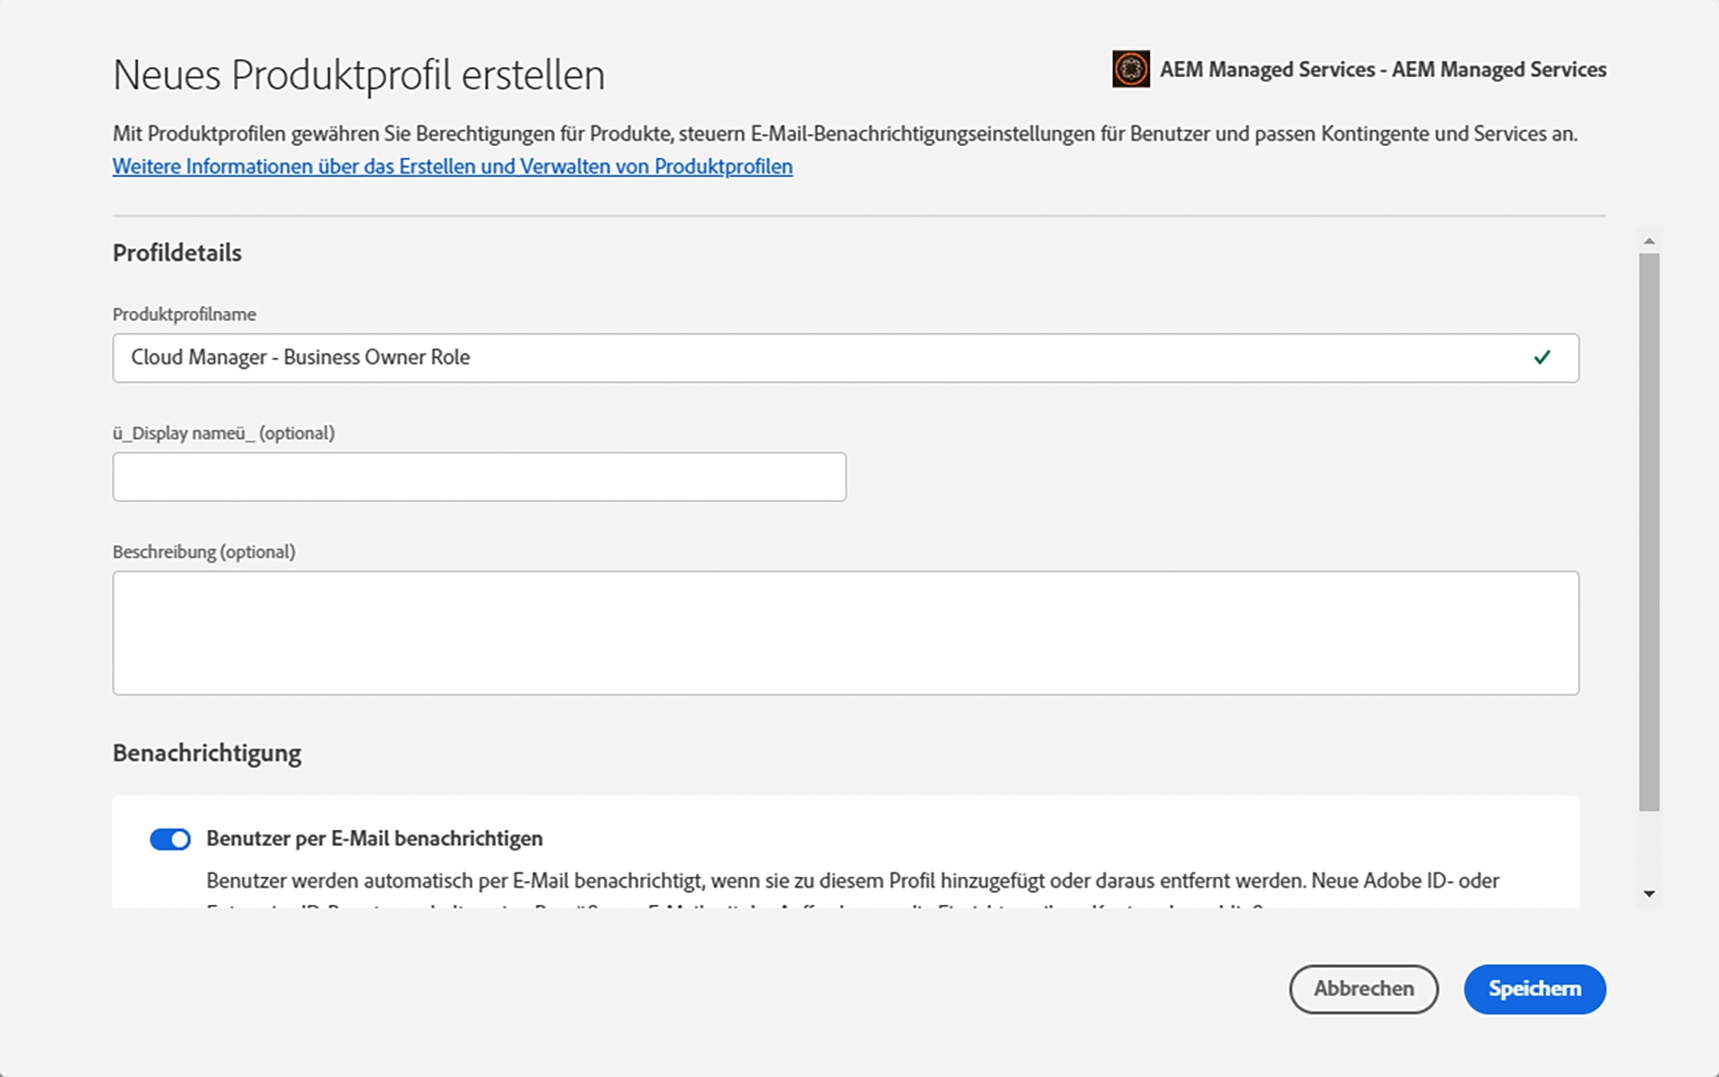 Neues Produktprofil erstellen
AEM Managed Services - AEM Managed Services
Mit Produktprofilen gewähren Sie Berechtigungen für Produkte, steuern E-Mail-Benachrichtigungseinstellungen für Benutzer und passen Kontingente und Services an.
Weitere Informationen über das Erstellen und Verwalten von Produktprofilen
Profildetails
Produktprofilname
Cloud Manager - Business Owner Role
ü_Display nameü_ (optional)
Beschreibung (optional)
Benachrichtigung
Benutzer per E-Mail benachrichtigen
Benutzer werden automatisch per E-Mail benachrichtigt, wenn sie zu diesem Profil hinzugefügt oder daraus entfernt werden. Neue Adobe ID- oder
Abbrechen
Speichern